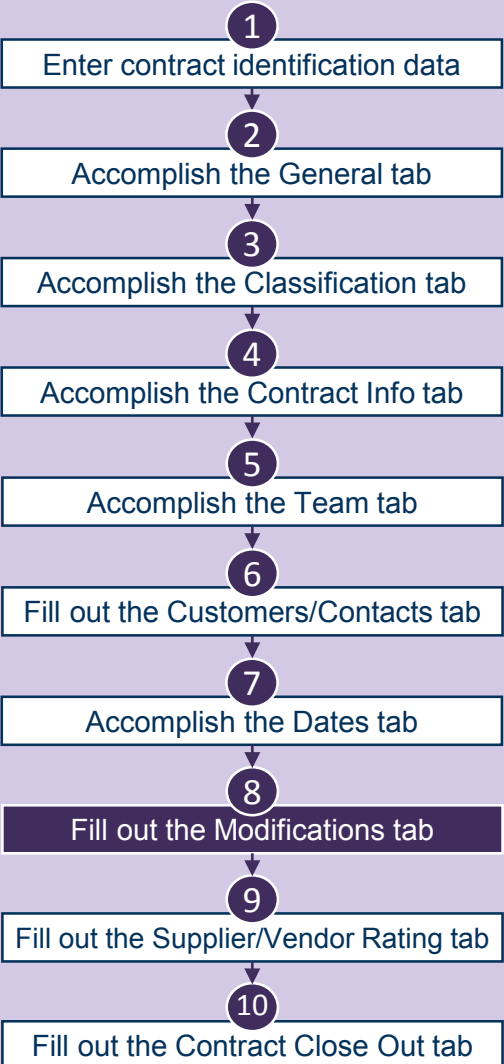 1
Enter contract identification data
2
Accomplish the General tab
3
Accomplish the Classification tab
4
Accomplish the Contract Info tab
5
Accomplish the Team tab
6
Fill out the Customers/Contacts tab
7
Accomplish the Dates tab
8
Fill out the Modifications tab
9
Fill out the Supplier/Vendor Rating tab
10
Fill out the Contract Close Out tab